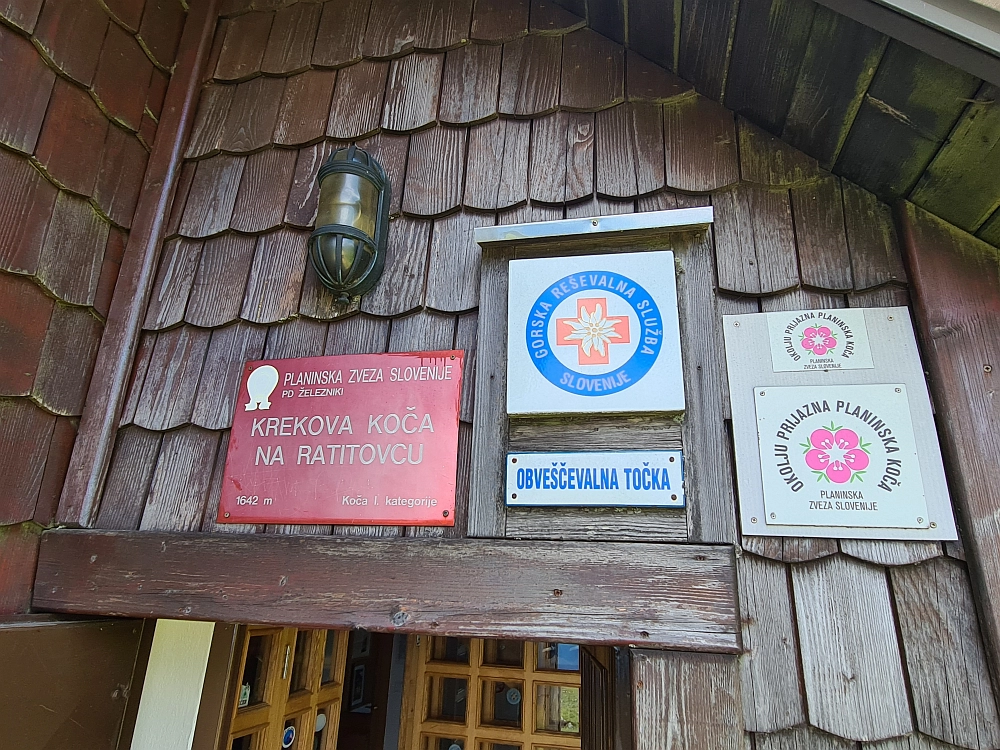 PLANINSKA ZVEZA SLOVENIJE
PD ŽELEZNIKI
KREKOVA KOČA
NA RATITOVCU
1642 m
Koča I. kategorije
GORSKA REŠEVALNA SLUŽBA
SLOVENIJE
OBVEŠČEVALNA TOČKA
OKOLJU PRIJAZNA PLANINSKA KOČA
PLANINSKA
ZVEZA SLOVENIJE
OKOLJU PRIJAZNA PLANINSKA KOČA
PLANINSKA
ZVEZA SLOVENIJE